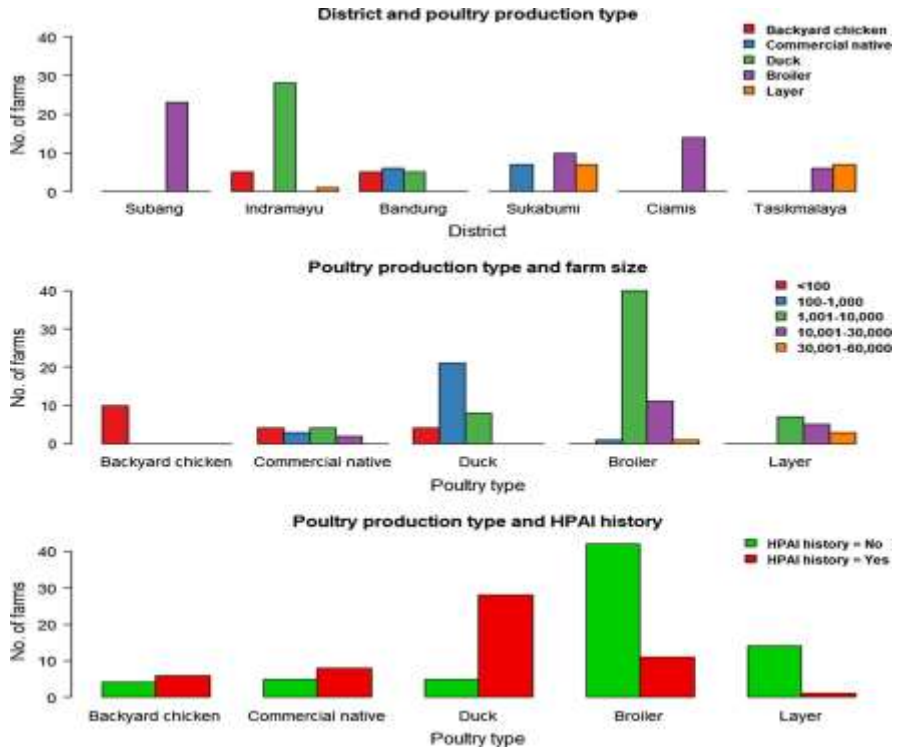 District and poultry production type
No. of farms
40
30
20
10
0
Backyard chicken
Commercial native
Duck
Broiler
Layer
Subang Indramayu Bandung Sukabumi Ciamis Tasikmalaya
District
Poultry production type and farm size
No. of farms
40
30
20
10
0
<100
100-1,000
1,001-10,000
10,001-30,000
30,001-60,000
Backyard chicken Commercial native Duck Broiler Layer
Poultry type
Poultry production type and HPAI history
No. of farms
40
30
20
10
0
HPAI history = No
HPAI history = Yes
Backyard chicken Commercial native Duck Broiler Layer
Poultry type